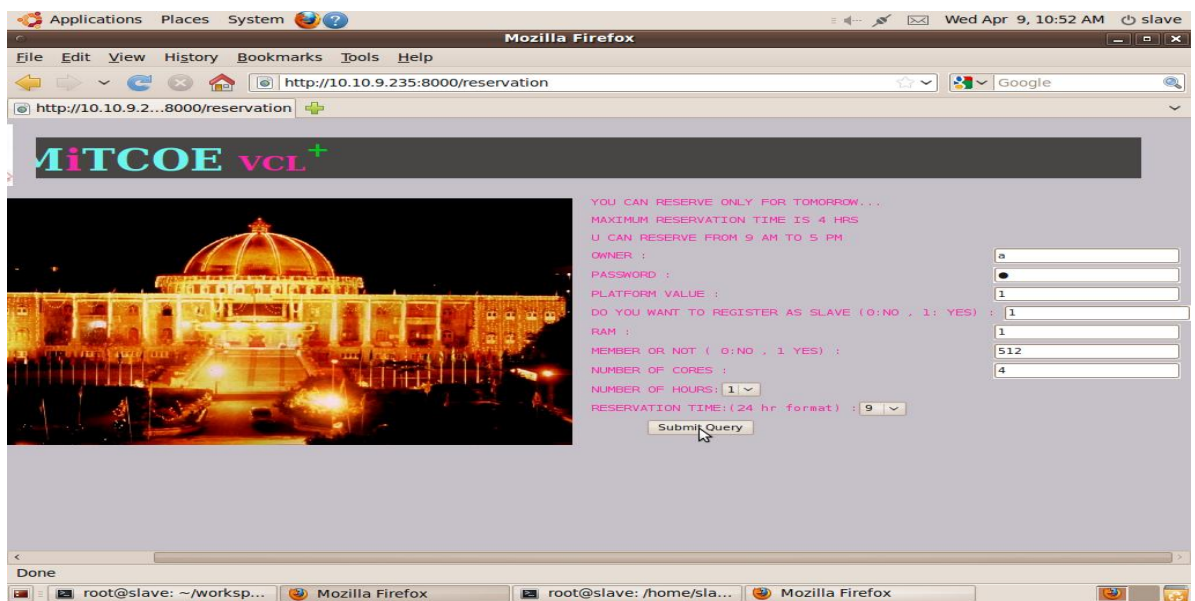 Applications Places System Wed Apr 9, 10:52 AM slave
Mozilla Firefox
File Edit View History Bookmarks Tools Help
http://10.10.9.235:8000/reservation Google
http://10.10.9.2...8000/reservation
MiTCOE VCL+
YOU CAN RESERVE ONLY FOR TOMORROW...
MAXIMUM RESERVATION TIME IS 4 HRS
U CAN RESERVE FROM 9 AM TO 5 PM
OWNER : a
PASSWORD : ●
PLATFORM VALUE : 1
DO YOU WANT TO REGISTER AS SLAVE (0:NO , 1: YES) : 1
RAM : 1
MEMBER OR NOT ( 0:NO , 1 YES) : 512
NUMBER OF CORES : 4
NUMBER OF HOURS: 1
RESERVATION TIME:(24 hr format) : 9
Submit Query
Done
root@slave: ~/worksp... Mozilla Firefox root@slave: /home/sla... Mozilla Firefox